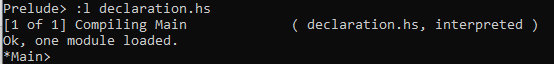 Prelude> :l declaration.hs
[1 of 1] Compiling Main             ( declaration.hs, interpreted )
Ok, one module loaded.
*Main>